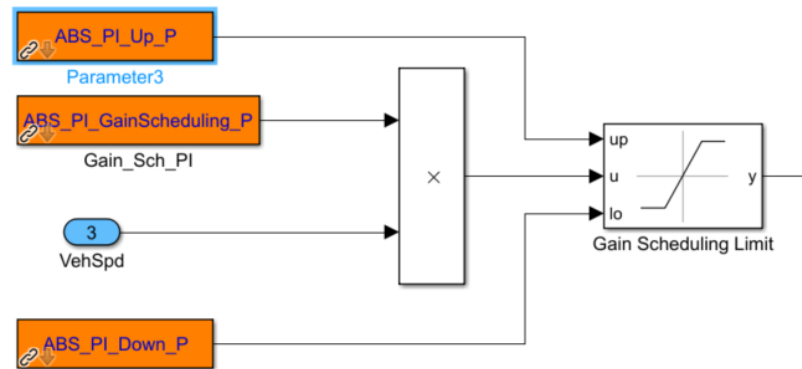 ABS_PI_Up_P
Parameter3
ABS_PI_GainScheduling_P
Gain_Sch_PI
3
VehSpd
ABS_PI_Down_P
×
up
u
lo
y
Gain Scheduling Limit